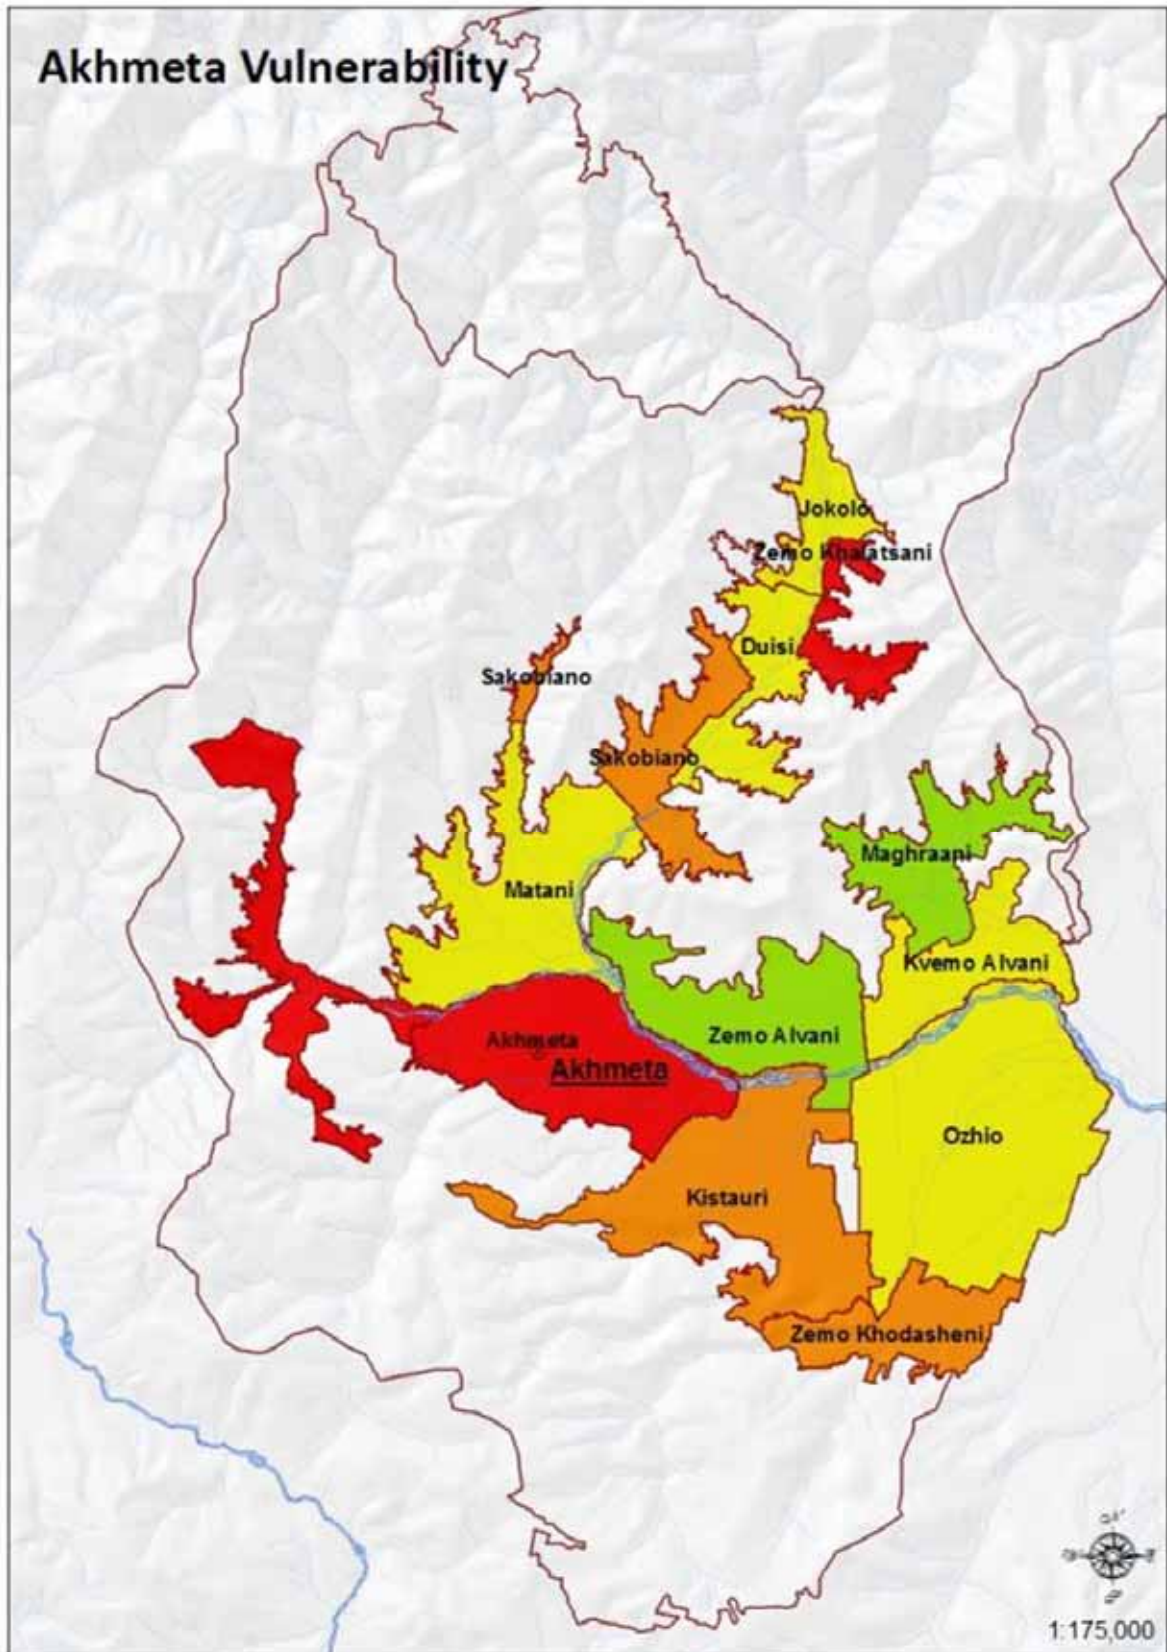 Akhmeta Vulnerability
Jokolo
Zemo Khalatsani
Duisi
Sakobiano
Sakobiano
Maghraani
Matani
Kvemo Alvani
Zemo Alvani
Akhmeta
Akhmeta
Ozhio
Kistauri
Zemo Khodasheni
1:175,000